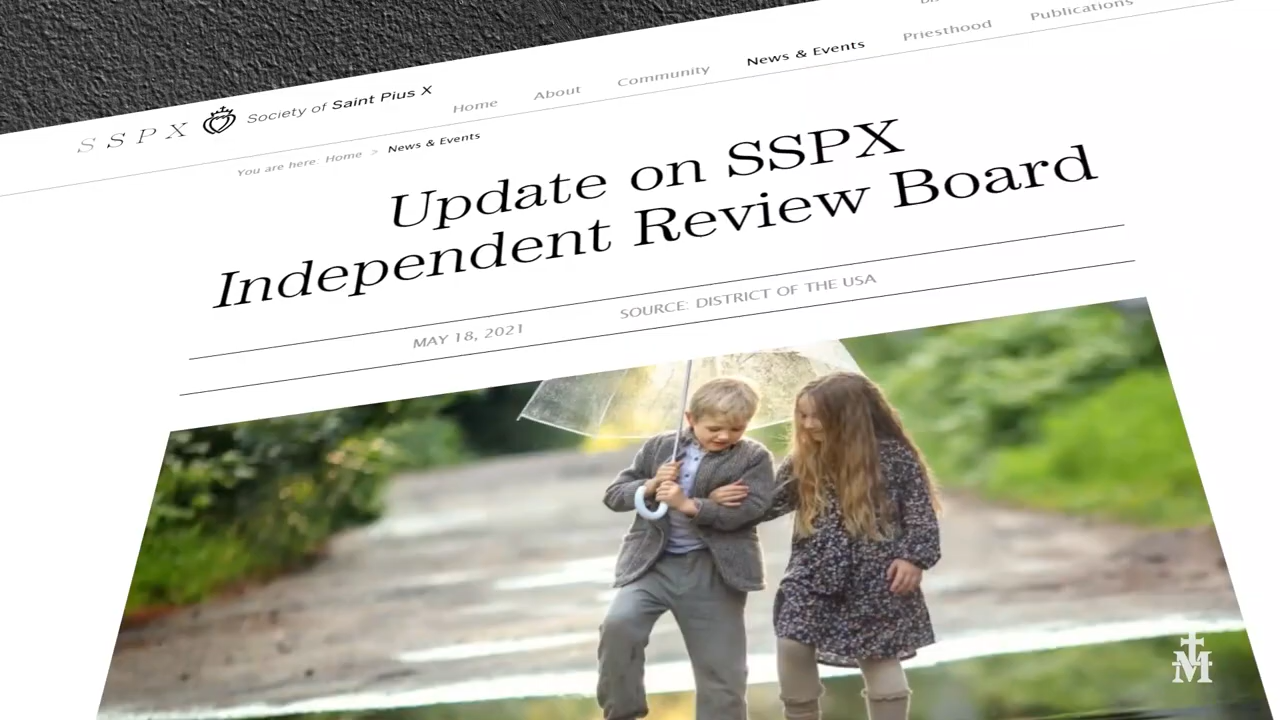 Priesthood
Publications
News & Events
Community
About
Home
SSPX Society of Saint Pius X
You are here: Home > News & Events
Update on SSPX
Independent Review Board
MAY 18, 2021
SOURCE: DISTRICT OF THE USA
M